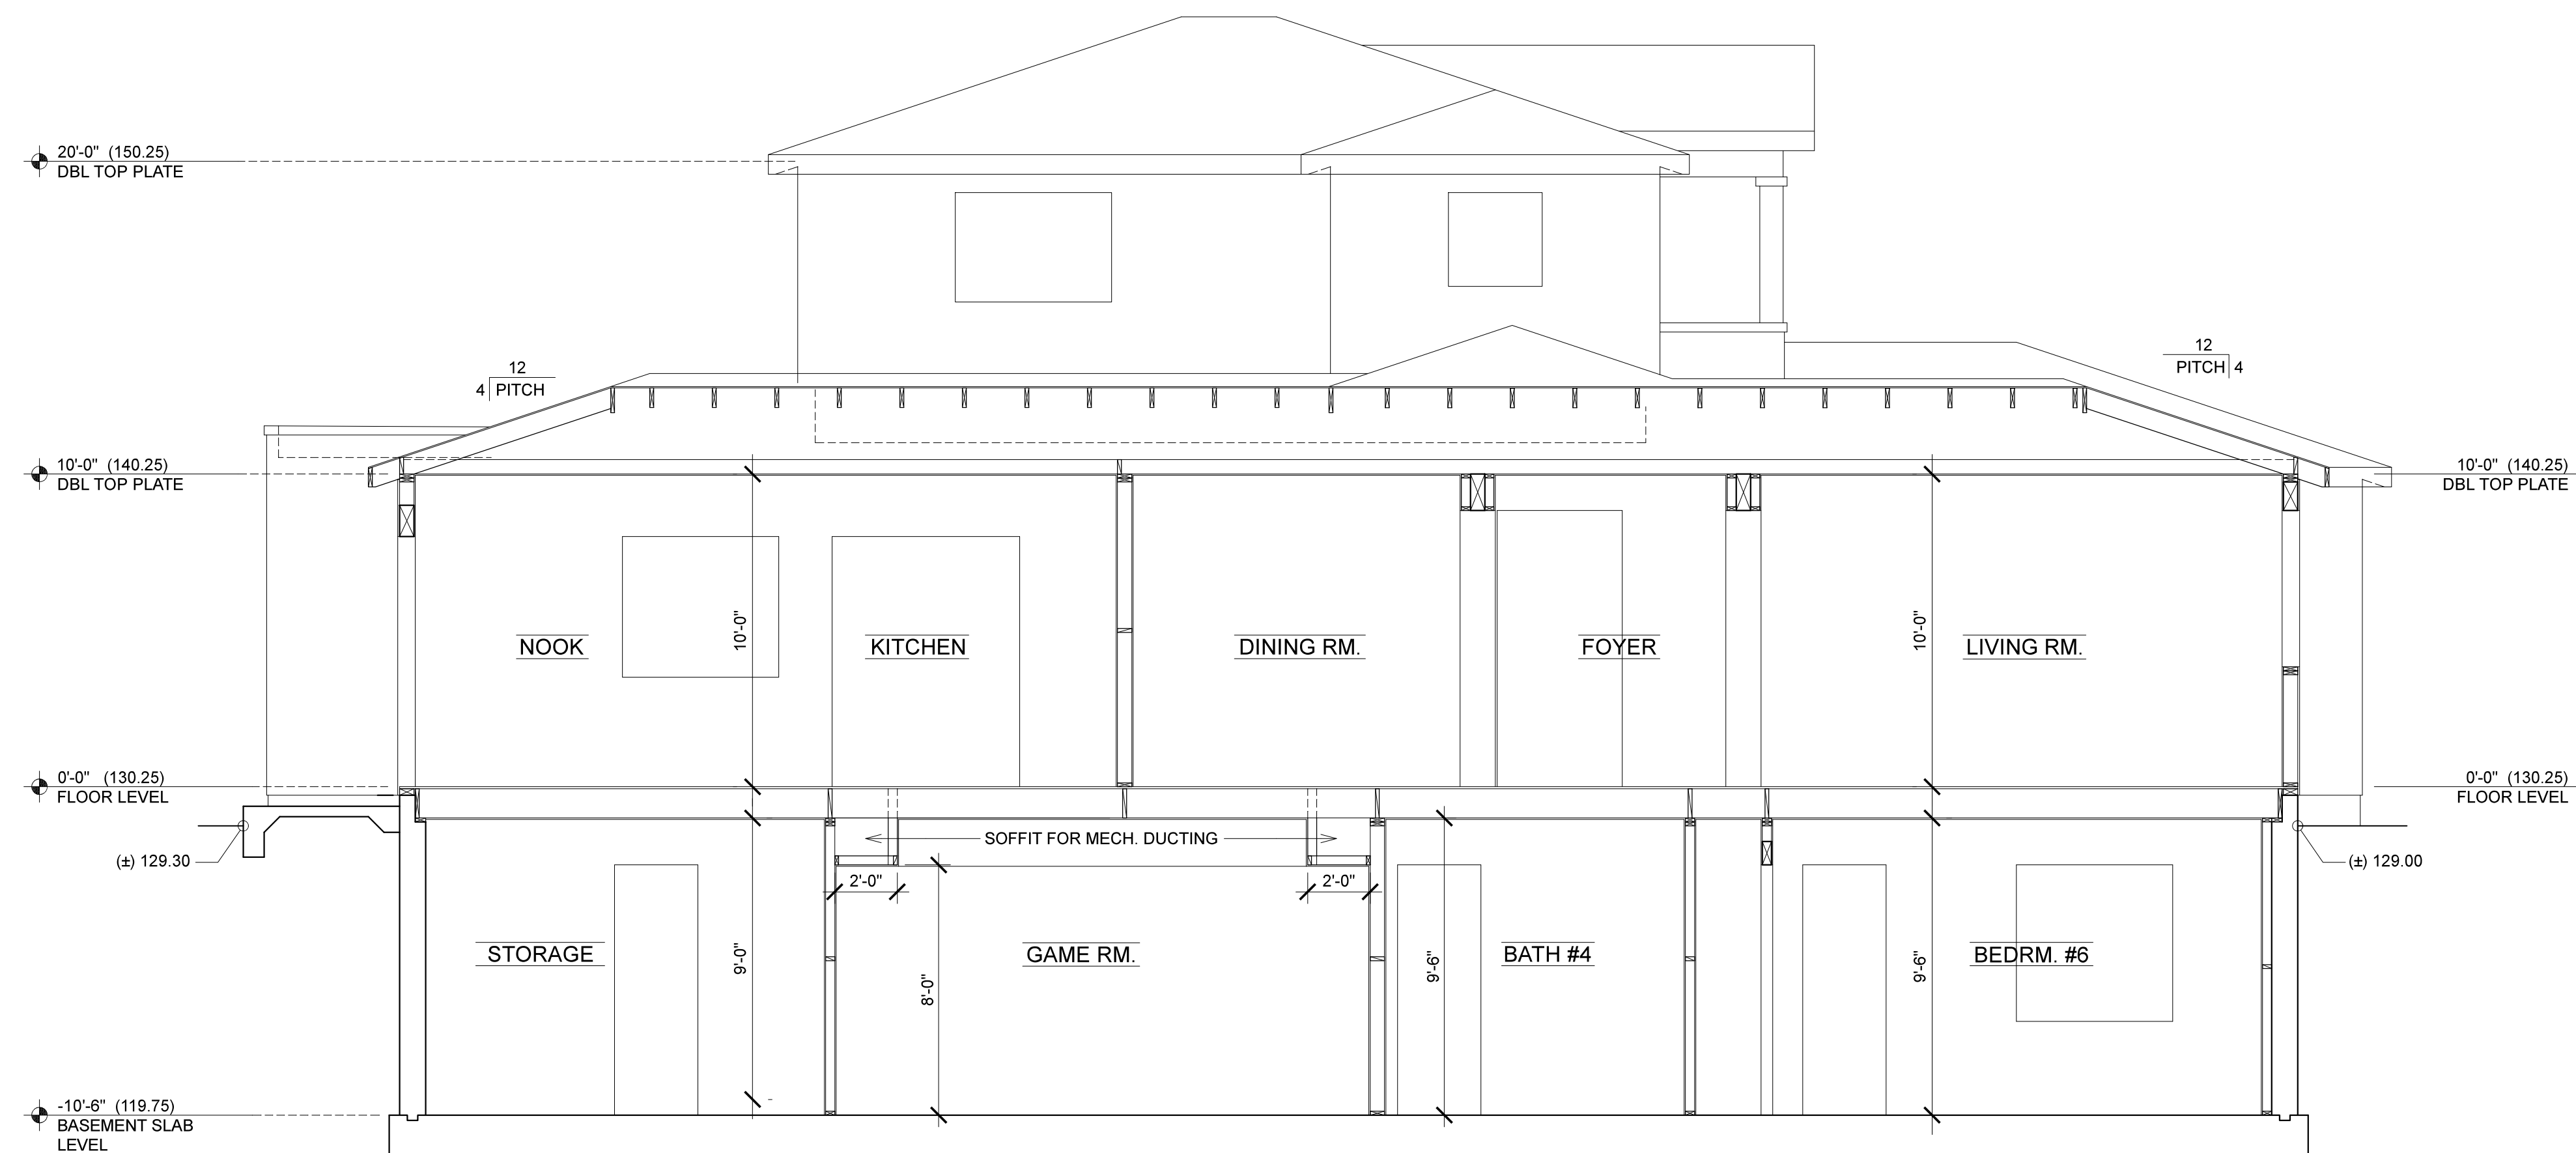 20'-0" (150.25)
DBL TOP PLATE
12
4 PITCH
12
PITCH 4
10'-0" (140.25)
DBL TOP PLATE
10'-0" (140.25)
DBL TOP PLATE
NOOK
10'-0"
KITCHEN
DINING RM.
FOYER
10'-0"
LIVING RM.
0'-0" (130.25)
FLOOR LEVEL
0'-0" (130.25)
FLOOR LEVEL
SOFFIT FOR MECH. DUCTING
(±) 129.30
(±) 129.00
2'-0"
2'-0"
STORAGE
9'-0"
8'-0"
GAME RM.
9'-6"
BATH #4
9'-6"
BEDRM. #6
-10'-6" (119.75)
BASEMENT SLAB
LEVEL